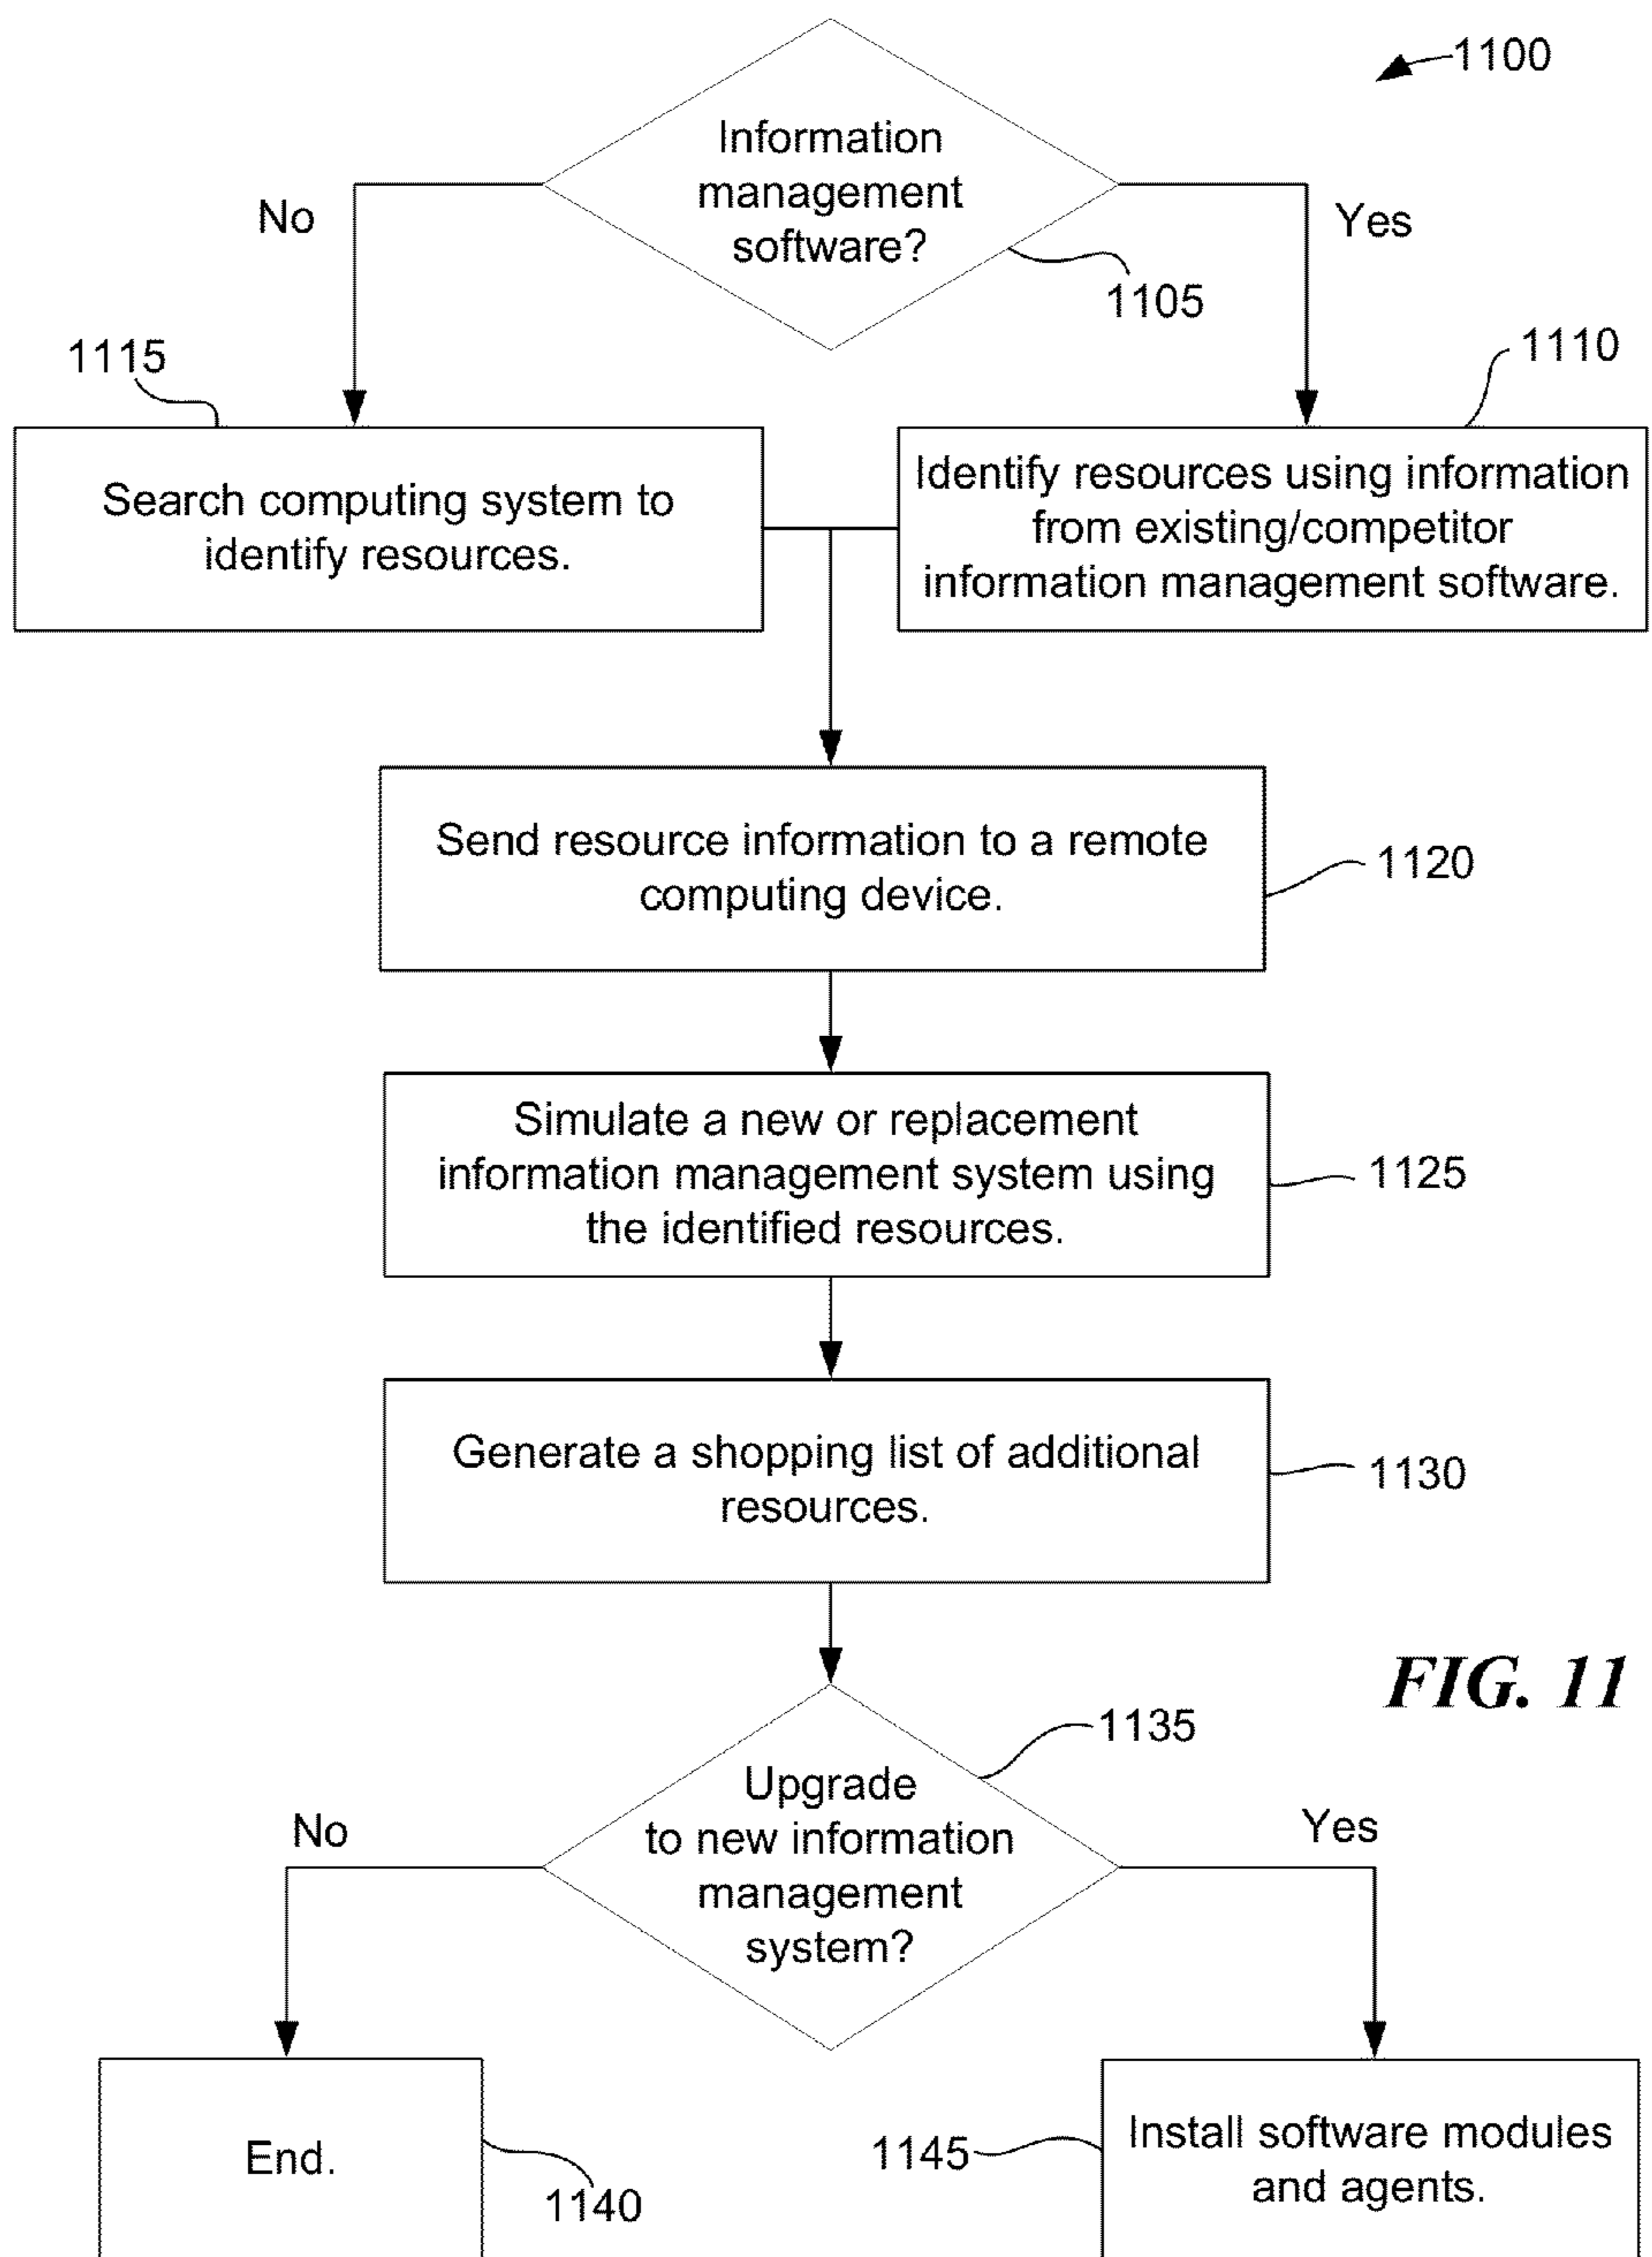 1100
Information
management
software?
No
Yes
1105
1115
1110
Search computing system to
identify resources.
Identify resources using information
from existing/competitor
information management software.
Send resource information to a remote
computing device.
1120
Simulate a new or replacement
information management system using
the identified resources.
1125
Generate a shopping list of additional
resources.
1130
FIG. 11
1135
Upgrade
to new information
management
system?
No
Yes
End.
1140
1145
Install software modules
and agents.